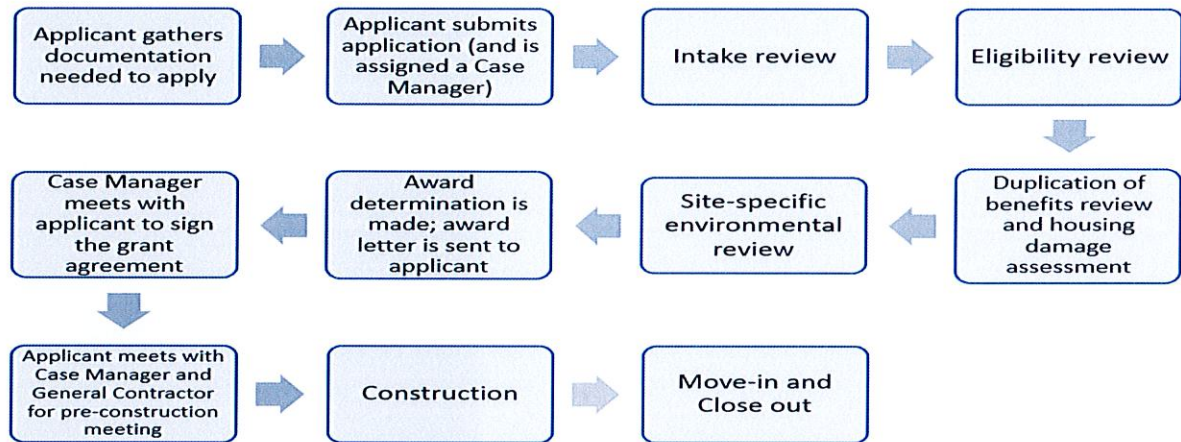 Applicant gathers
documentation
needed to apply
Applicant submits
application (and is
assigned a Case
Manager)
Intake review
Eligibility review
Duplication of
benefits review
and housing
damage
assessment
Site-specific
environmental
review
Award
determination is
made; award
letter is sent to
applicant
Case Manager
meets with
applicant to sign
the grant
agreement
Applicant meets with
Case Manager and
General Contractor
for pre-construction
meeting
Construction
Move-in and
Close out